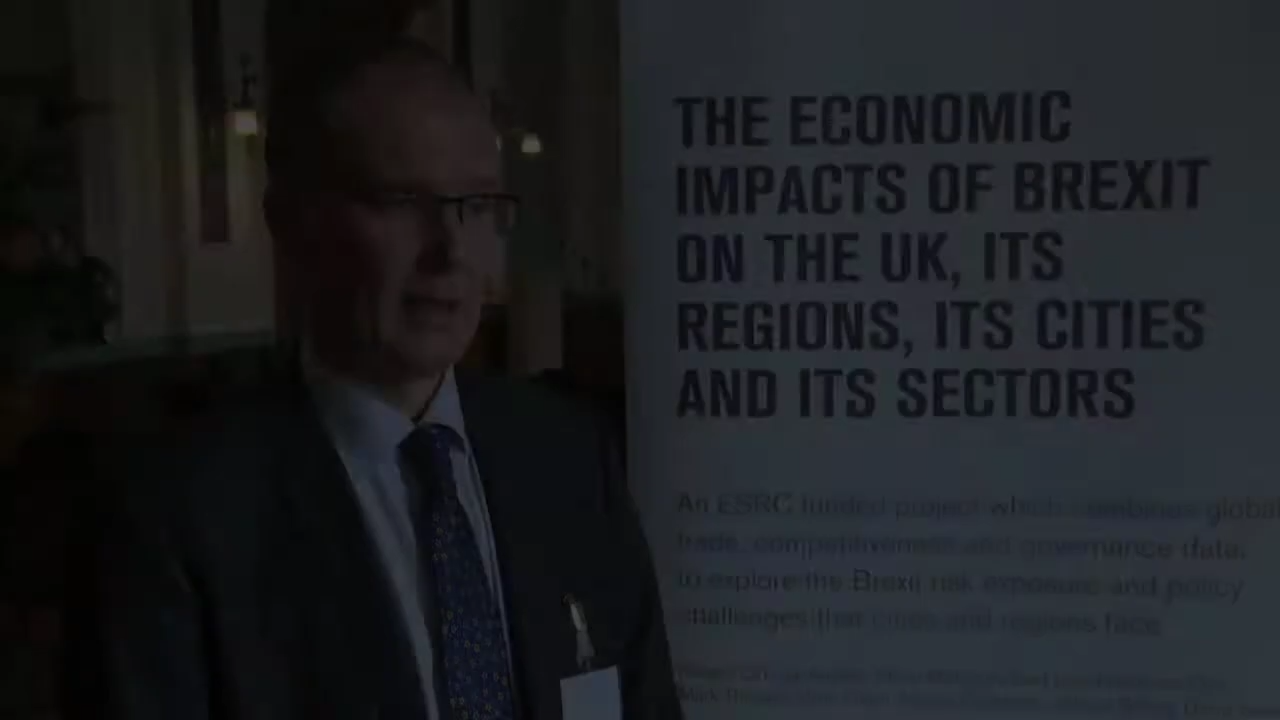 THE ECONOMIC
IMPACTS OF BREXIT
ON THE UK, ITS
REGIONS, ITS CITIES
AND ITS SECTORS
An ESRC funded project which combines global
trade, competitiveness and governance data,
to explore the Brexit risk exposure and policy
challenges that cities and regions face